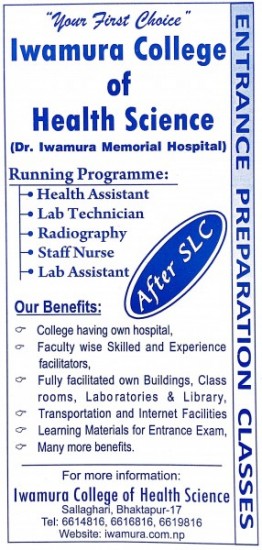 "Your First Choice"
Iwamura College
of
Health Science
(Dr. Iwamura Memorial Hospital)
Running Programme:
Health Assistant
Lab Technician
Radiography
Staff Nurse
Lab Assistant
After SLC
Our Benefits:
College having own hospital,
Faculty wise Skilled and Experience
facilitators,
Fully facilitated own Buildings, Class
rooms, Laboratories & Library,
Transportation and Internet Facilities
Learning Materials for Entrance Exam,
Many more benefits.
For more information:
Iwamura College of Health Science
Sallaghari, Bhaktapur-17
Tel: 6614816, 6616816, 6619816
Website: iwamura.com.np
ENTRANCE PREPARATION CLASSES